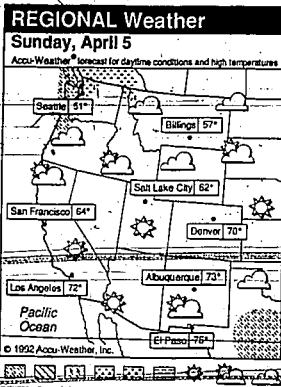 REGIONAL Weather
Sunday, April 5
Accu-Weather® forecast for daytime conditions and high temperatures
Seattle 51°
Billings 57°
Salt Lake City 62°
San Francisco 64°
Denver 70°
Albuquerque 73°
Los Angeles 72°
Pacific
Ocean
El Paso 75°
© 1992 Accu-Weather, Inc.